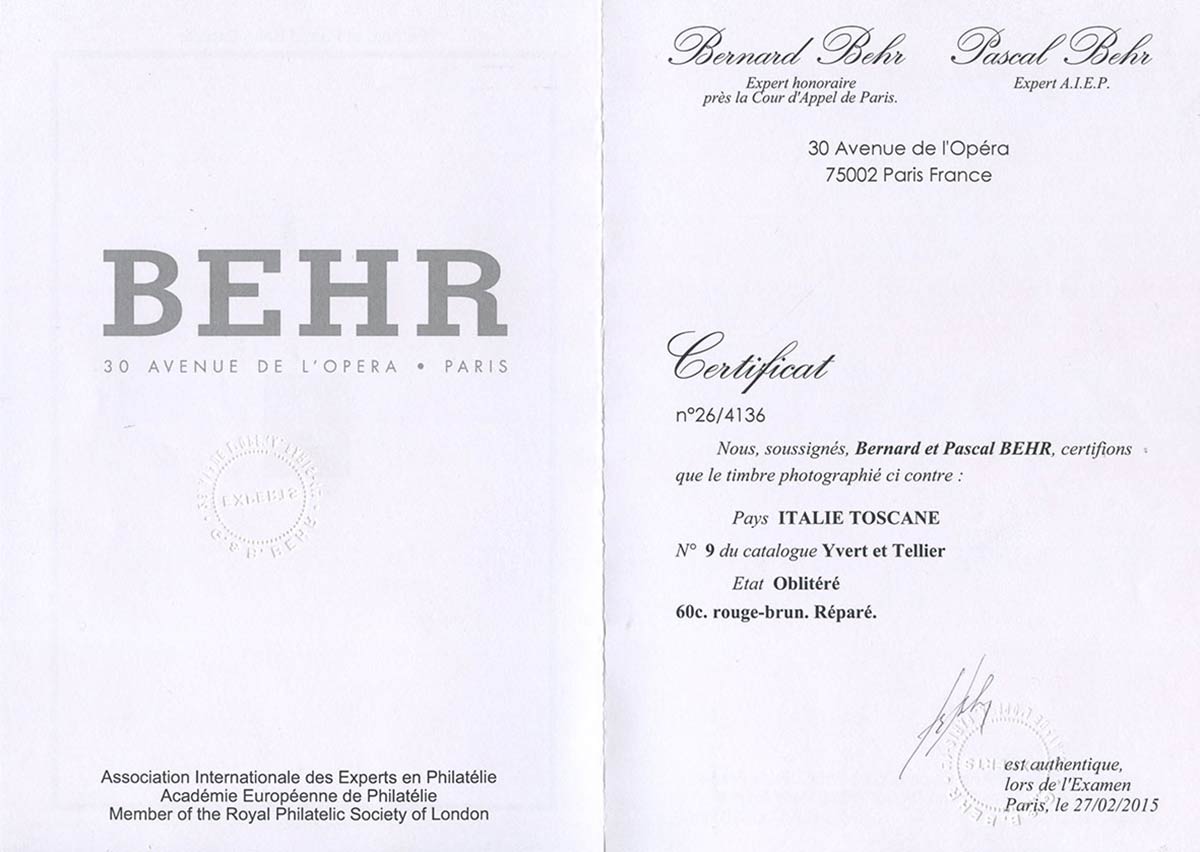 BEHR
30 AVENUE DE L'OPERA • PARIS
EXPERTS
Association Internationale des Experts en Philatélie
Académie Européenne de Philatélie
Member of the Royal Philatelic Society of London
Bernard Behr Pascal Behr
Expert honoraire Expert A.I.E.P.
près la Cour d'Appel de Paris.
30 Avenue de l'Opéra
75002 Paris France
Certificat
n°26/4136
Nous, soussignés, Bernard et Pascal BEHR, certifions
que le timbre photographié ci contre :
Pays ITALIE TOSCANE
N° 9 du catalogue Yvert et Tellier
Etat Oblitéré
60c. rouge-brun. Réparé.
est authentique,
lors de l'Examen
Paris, le 27/02/2015